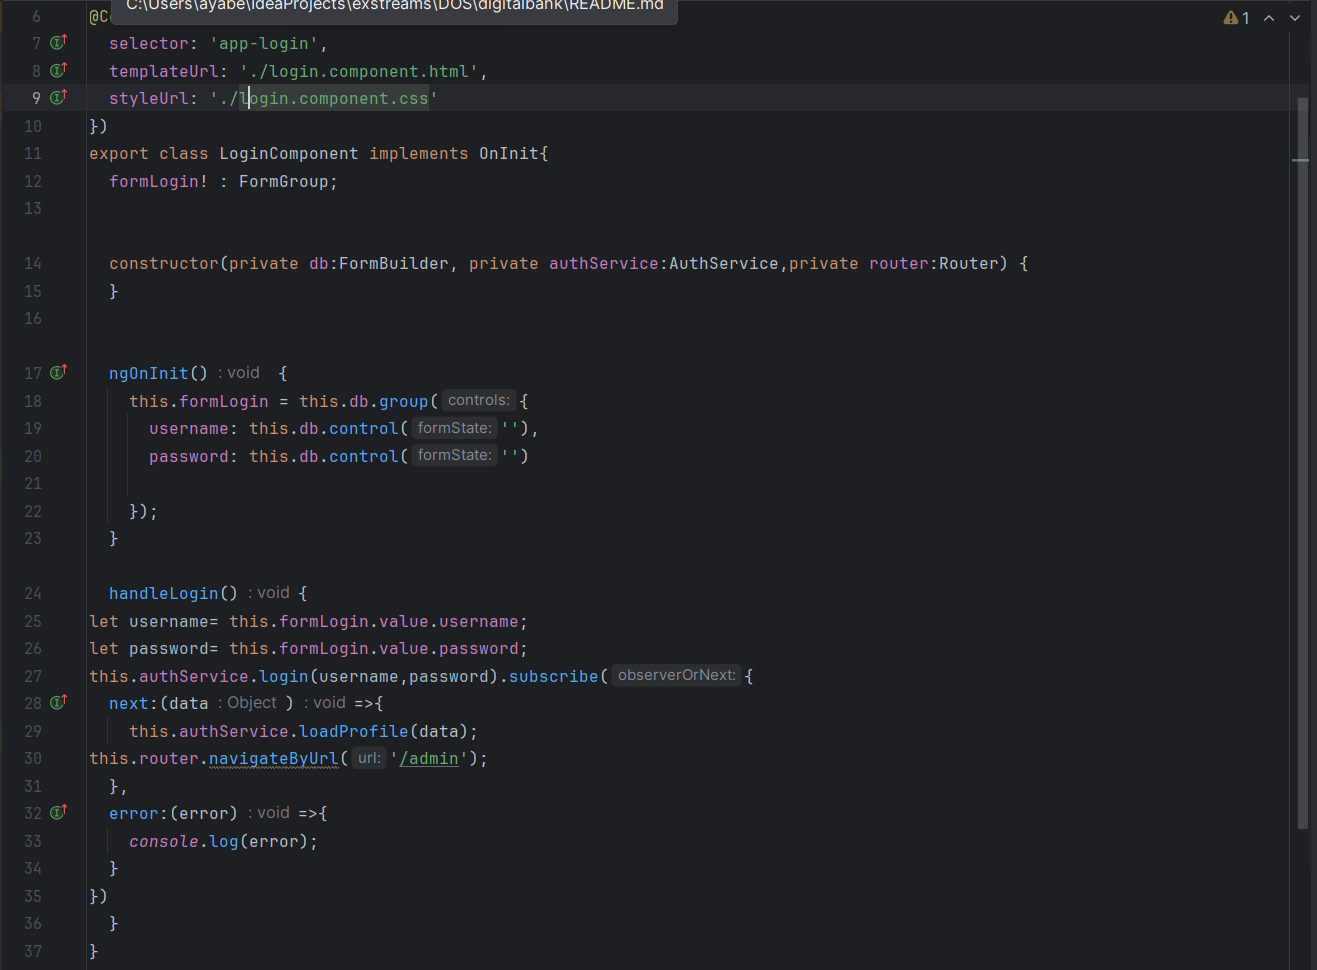 C:\Users\ayabe\IdeaProjects\exstreams\DOS\digitalbank\README.md
6 @C
1
7 selector: 'app-login',
8 templateUrl: './login.component.html',
9 styleUrl: './login.component.css'
10 })
11 export class LoginComponent implements OnInit{
12 formLogin! : FormGroup;
13
14 constructor(private db:FormBuilder, private authService:AuthService,private router:Router) {
15 }
16
17 ngOnInit() : void {
18 this.formLogin = this.db.group( controls: {
19 username: this.db.control( formState: ''),
20 password: this.db.control( formState: '')
21
22 });
23 }
24 handleLogin() : void {
25 let username= this.formLogin.value.username;
26 let password= this.formLogin.value.password;
27 this.authService.login(username,password).subscribe( observerOrNext: {
28 next:(data : Object ) : void =>{
29 this.authService.loadProfile(data);
30 this.router.navigateByUrl( url: '/admin');
31 },
32 error:(error) : void =>{
33 console.log(error);
34 }
35 })
36 }
37 }